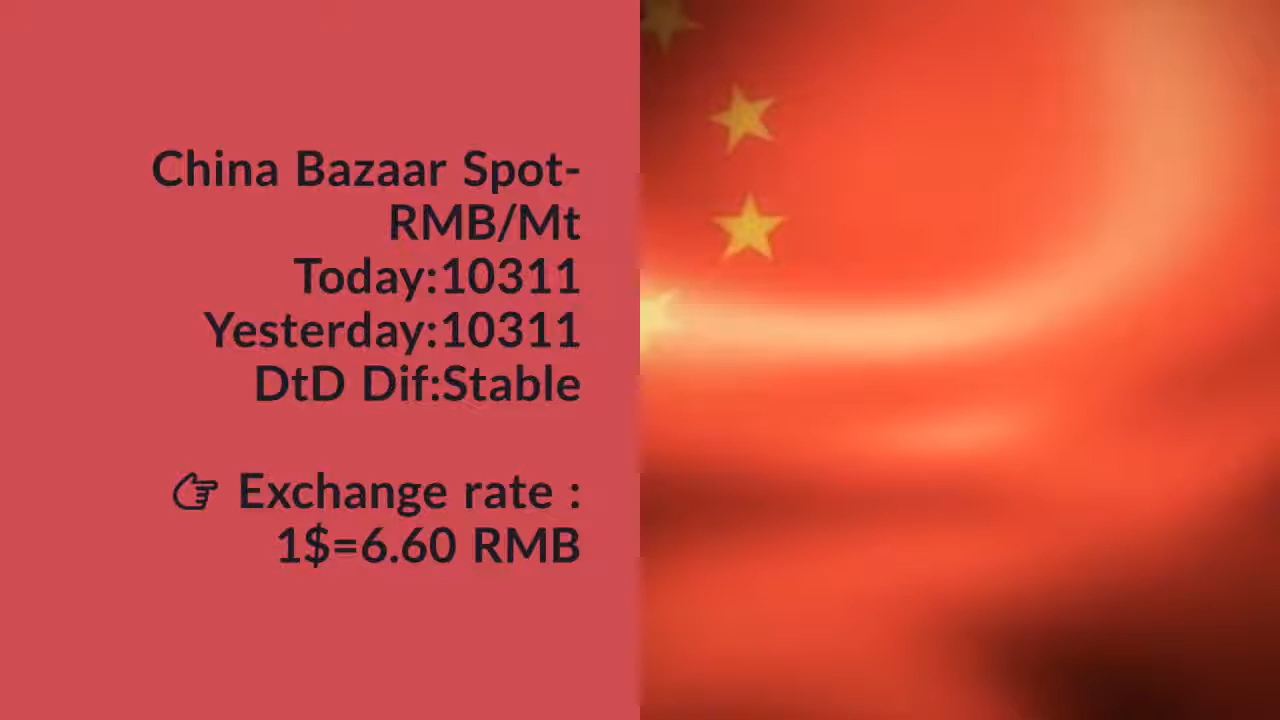 China Bazaar Spot-
RMB/Mt
Today:10311
Yesterday:10311
DtD Dif:Stable
👉 Exchange rate :
1$=6.60 RMB